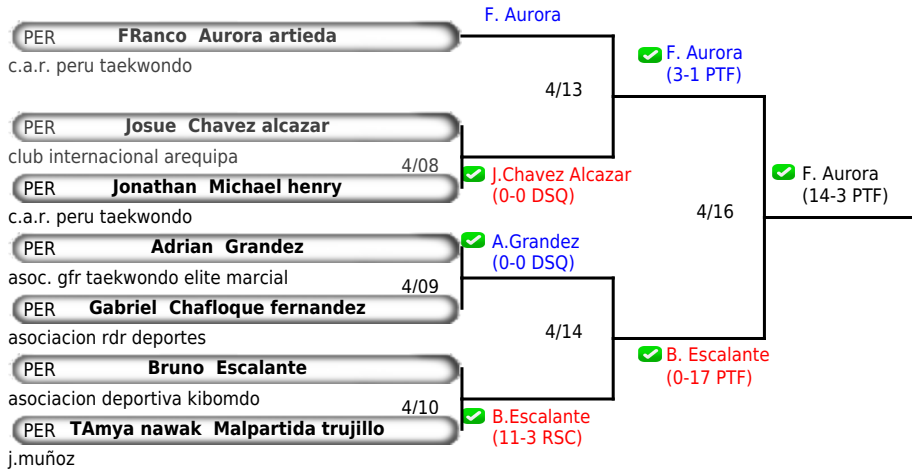 F. Aurora
PER FRanco Aurora artieda
c.a.r. peru taekwondo
F. Aurora
(3-1 PTF)
4/13
PER Josue Chavez alcazar
club internacional arequipa
4/08
J.Chavez Alcazar
(0-0 DSQ)
PER Jonathan Michael henry
c.a.r. peru taekwondo
F. Aurora
(14-3 PTF)
4/16
PER Adrian Grandez
asoc. gfr taekwondo elite marcial
A.Grandez
(0-0 DSQ)
4/09
PER Gabriel Chafloque fernandez
asociacion rdr deportes
4/14
B. Escalante
(0-17 PTF)
PER Bruno Escalante
asociacion deportiva kibomdo
4/10
B.Escalante
(11-3 RSC)
PER TAmya nawak Malpartida trujillo
j.muñoz